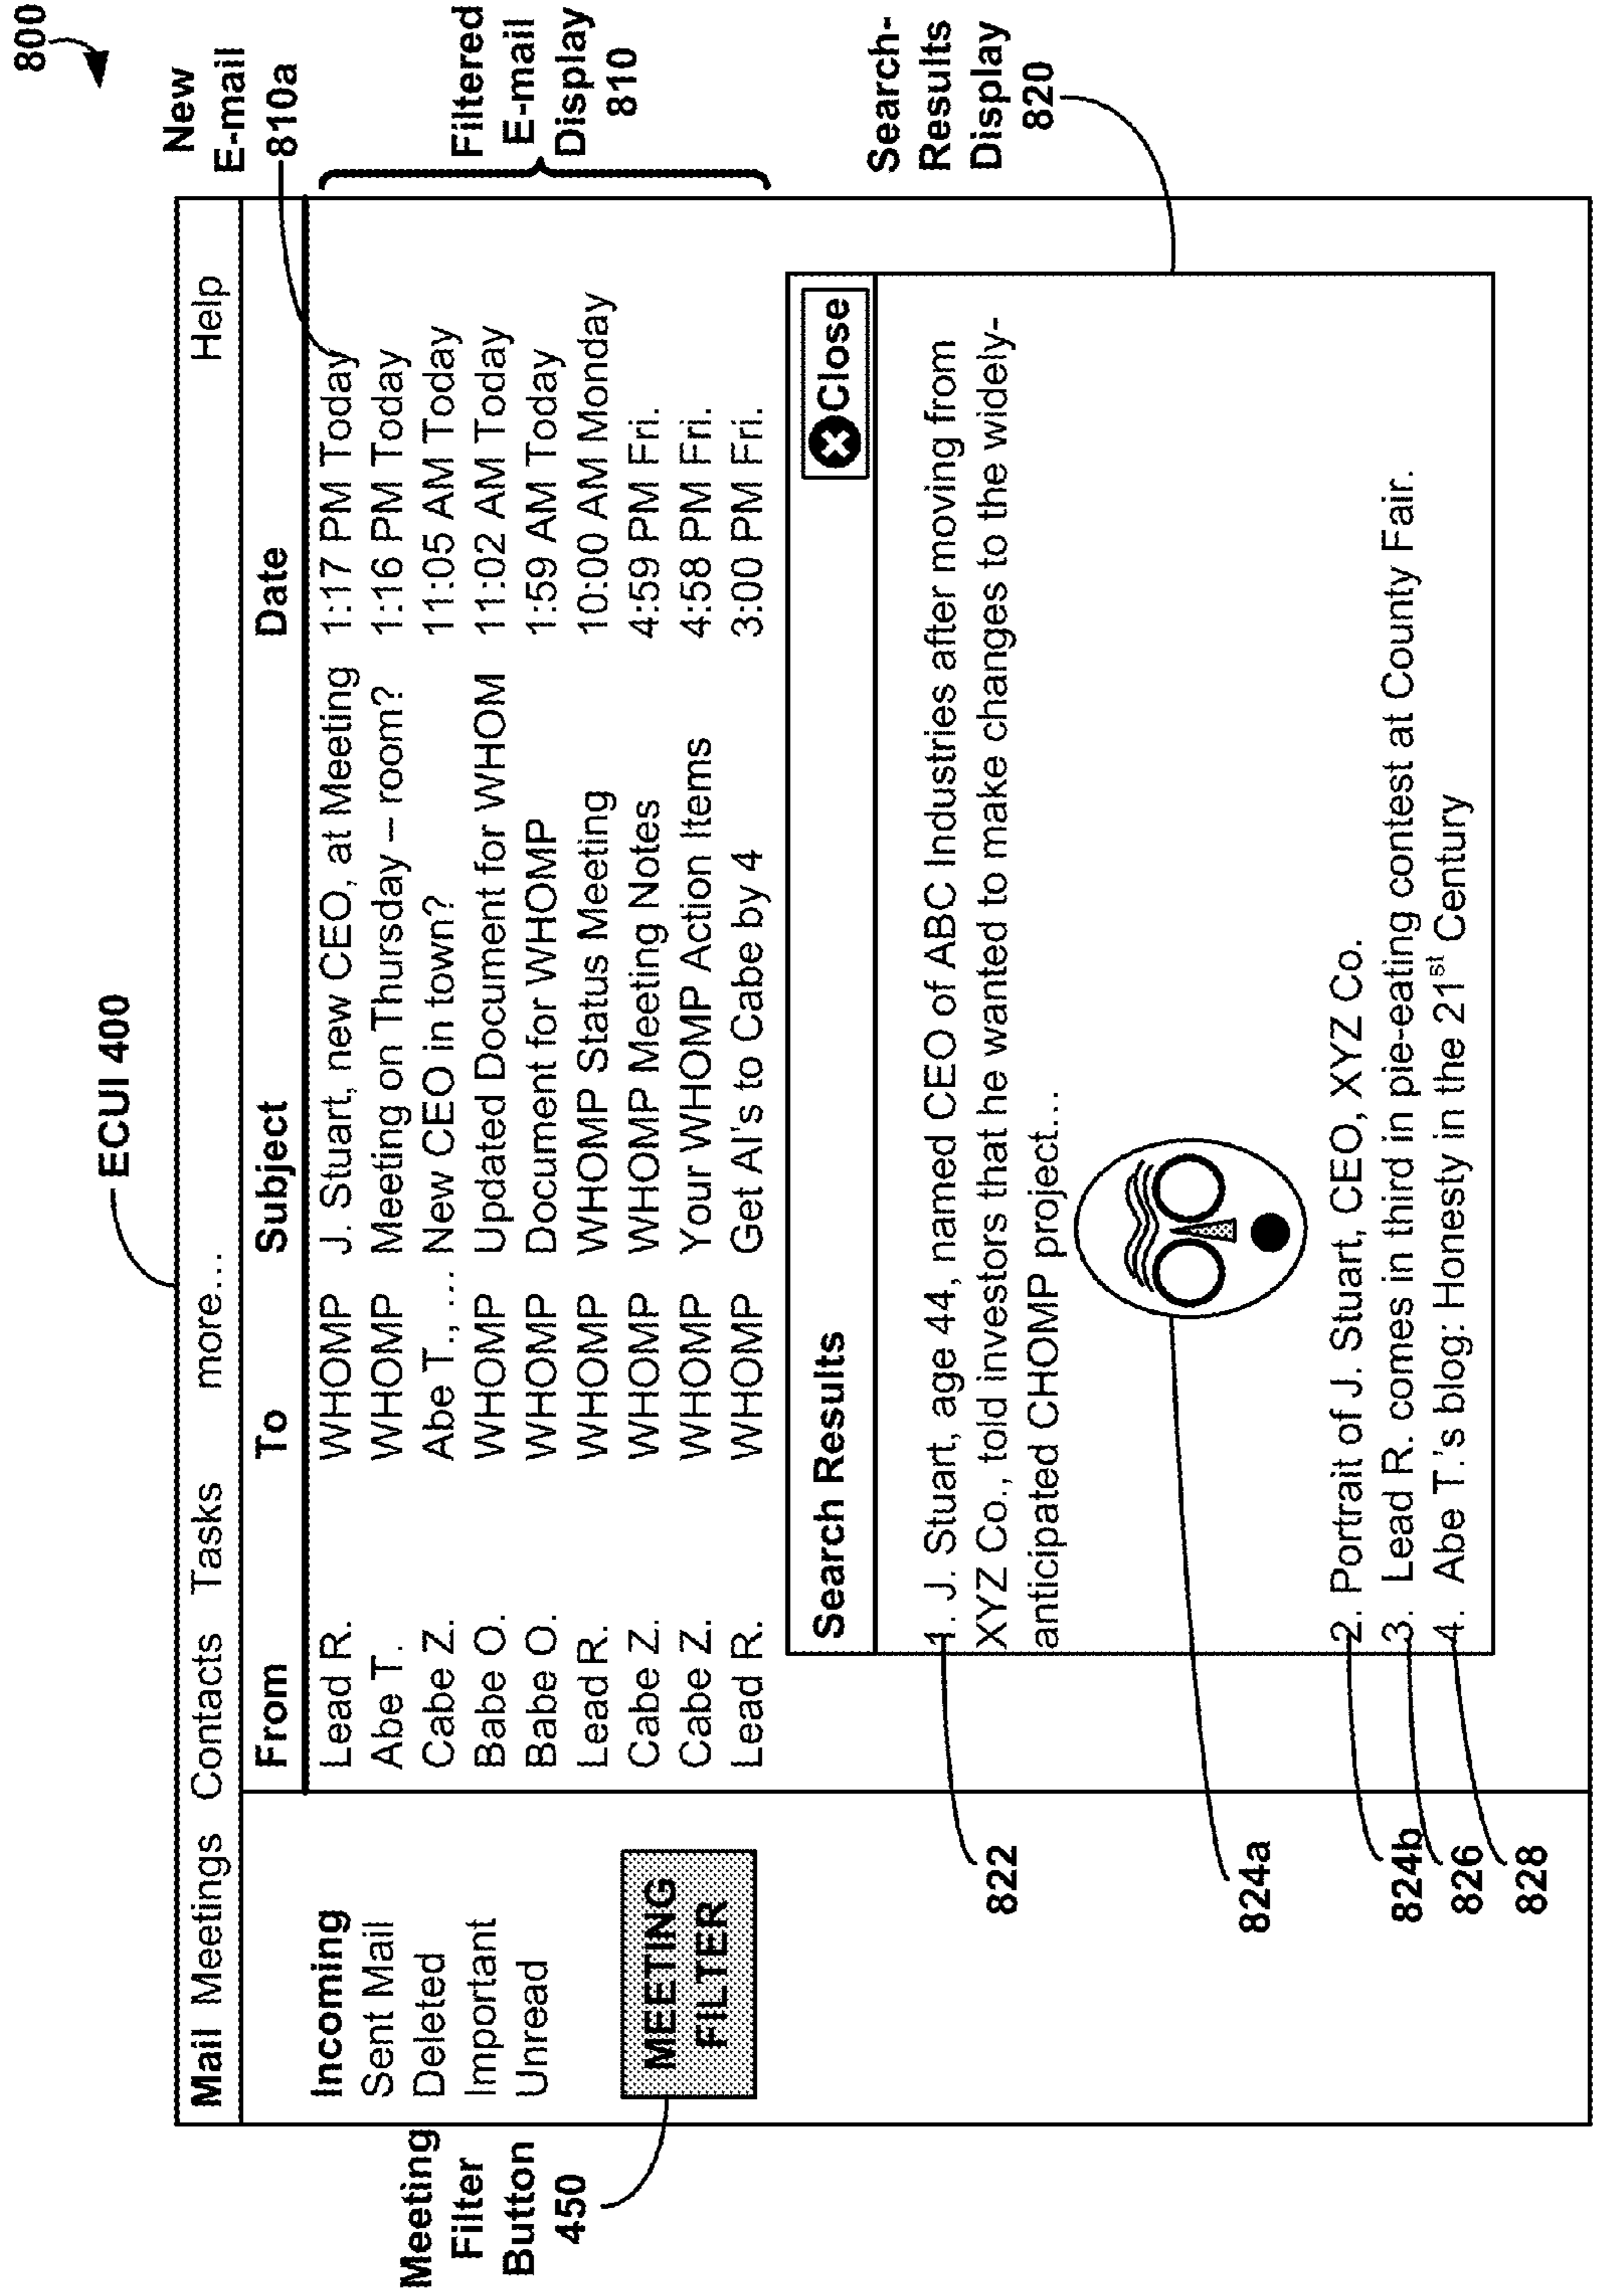 800
ECUI 400
New
E-mail
810a
Mail Meetings Contacts Tasks more... Help
From To Subject Date
Incoming
Sent Mail
Deleted
Important
Unread
MEETING
FILTER
Meeting
Filter
Button
450
Lead R. WHOMP J. Stuart, new CEO, at Meeting 1:17 PM Today
Abe T. WHOMP Meeting on Thursday – room? 1:16 PM Today
Cabe Z. Abe T., ... New CEO in town? 11:05 AM Today
Babe O. WHOMP Updated Document for WHOM 11:02 AM Today
Babe O. WHOMP Document for WHOMP 1:59 AM Today
Lead R. WHOMP WHOMP Status Meeting 10:00 AM Monday
Cabe Z. WHOMP WHOMP Meeting Notes 4:59 PM Fri.
Cabe Z. WHOMP Your WHOMP Action Items 4:58 PM Fri.
Lead R. WHOMP Get AI's to Cabe by 4 3:00 PM Fri.
Filtered
E-mail
Display
810
Search Results Close
Search-
Results
Display
820
1. J. Stuart, age 44, named CEO of ABC Industries after moving from
XYZ Co., told investors that he wanted to make changes to the widely-
anticipated CHOMP project...
2. Portrait of J. Stuart, CEO, XYZ Co.
3. Lead R. comes in third in pie-eating contest at County Fair.
4. Abe T.'s blog: Honesty in the 21st Century
822
824a
824b
826
828